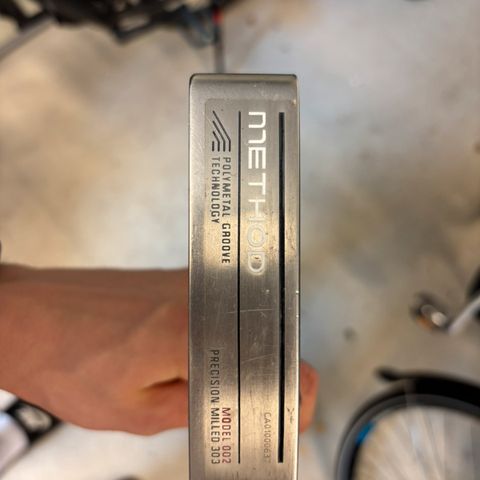 METHOD
POLYMETAL GROOVE
TECHNOLOGY
MODEL 002
PRECISION MILLED 303